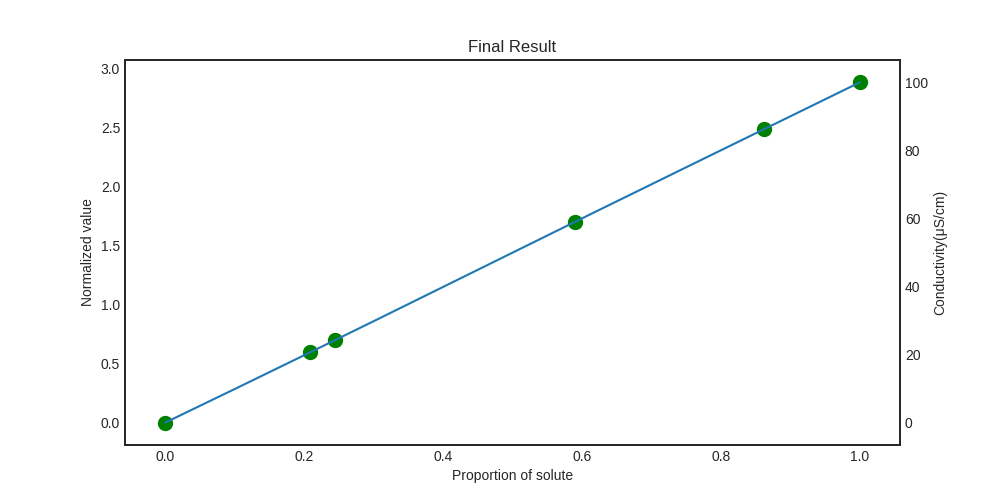 Final Result
Normalized value
3.0
2.5
2.0
1.5
1.0
0.5
0.0
0.0 0.2 0.4 0.6 0.8 1.0
Proportion of solute
100
80
60
40
20
0
Conductivity(μS/cm)